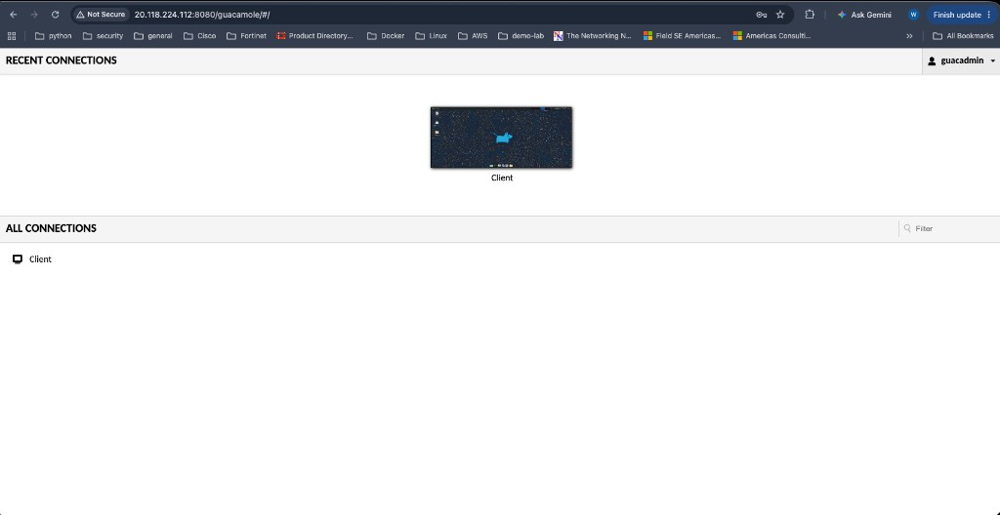 Not Secure 20.118.224.112:8080/guacamole/#/ Ask Gemini W Finish update
python security general Cisco Fortinet Product Directory... Docker Linux AWS demo-lab The Networking N... Field SE Americas... Americas Consulti... » All Bookmarks
RECENT CONNECTIONS guacadmin
Client
ALL CONNECTIONS Filter
Client